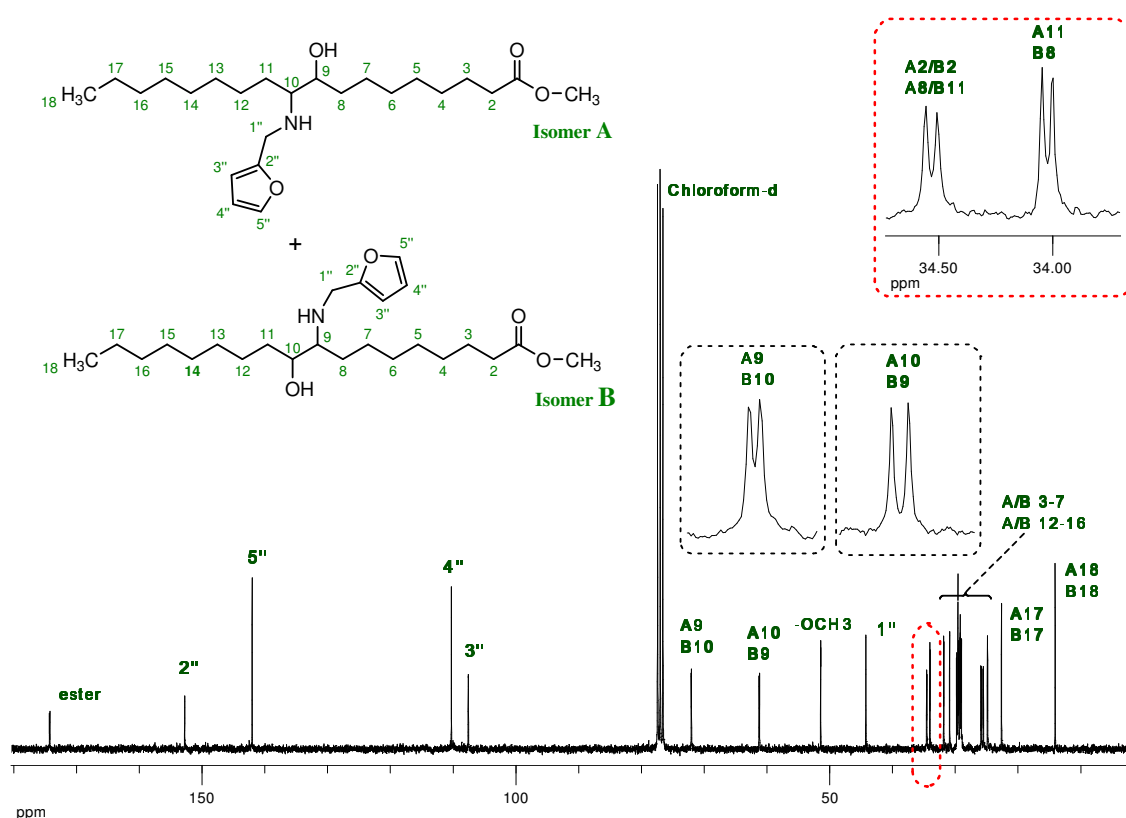 OH
O
17
15
13
11
9
7
5
3
10
H3C
OCH3
18
16
14
12
8
6
4
2
1"
NH
Isomer A
3"
2"
O
4"
5"
+
O
5"
1"
2"
4"
HN
3"
O
17
15
13
11
9
7
5
3
10
H3C
OCH3
18
16
14
12
8
6
4
2
OH
Isomer B
Chloroform-d
A2/B2
A8/B11
A11
B8
34.50
34.00
ppm
A9
B10
A10
B9
A/B 3-7
A/B 12-16
ester
2"
5"
4"
3"
A9
B10
A10
B9
-OCH3
1"
A17
B17
A18
B18
150
100
50
ppm